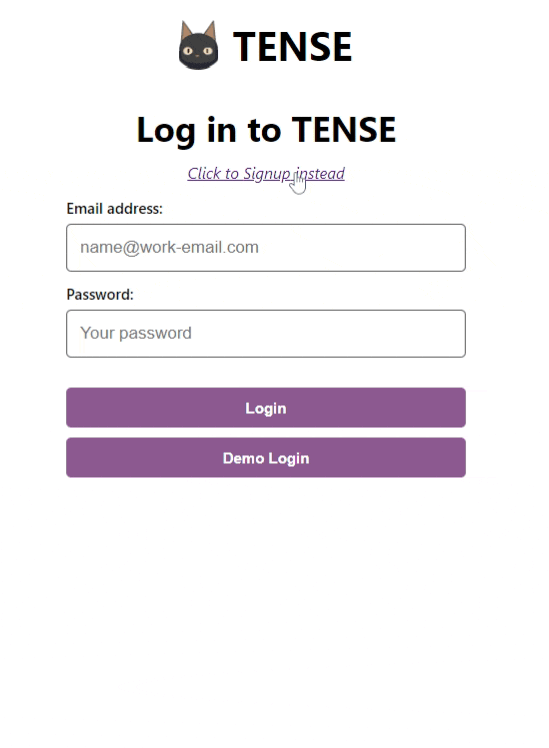 TENSE
Log in to TENSE
Click to Signup instead
Email address:
name@work-email.com
Password:
Your password
Login
Demo Login